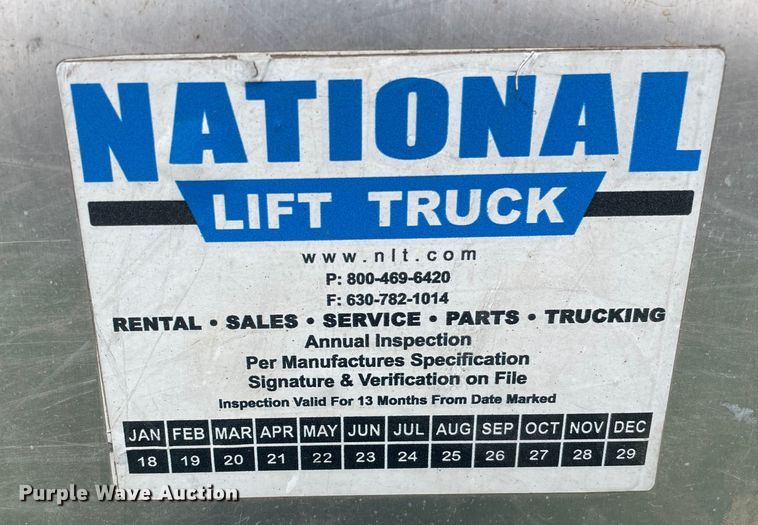 NATIONAL
LIFT TRUCK
www.nlt.com
P: 800-469-6420
F: 630-782-1014
RENTAL • SALES • SERVICE • PARTS • TRUCKING
Annual Inspection
Per Manufactures Specification
Signature & Verification on File
Inspection Valid For 13 Months From Date Marked
JAN FEB MAR APR MAY JUN JUL AUG SEP OCT NOV DEC
18 19 20 21 22 23 24 25 26 27 28 29
Purple Wave Auction